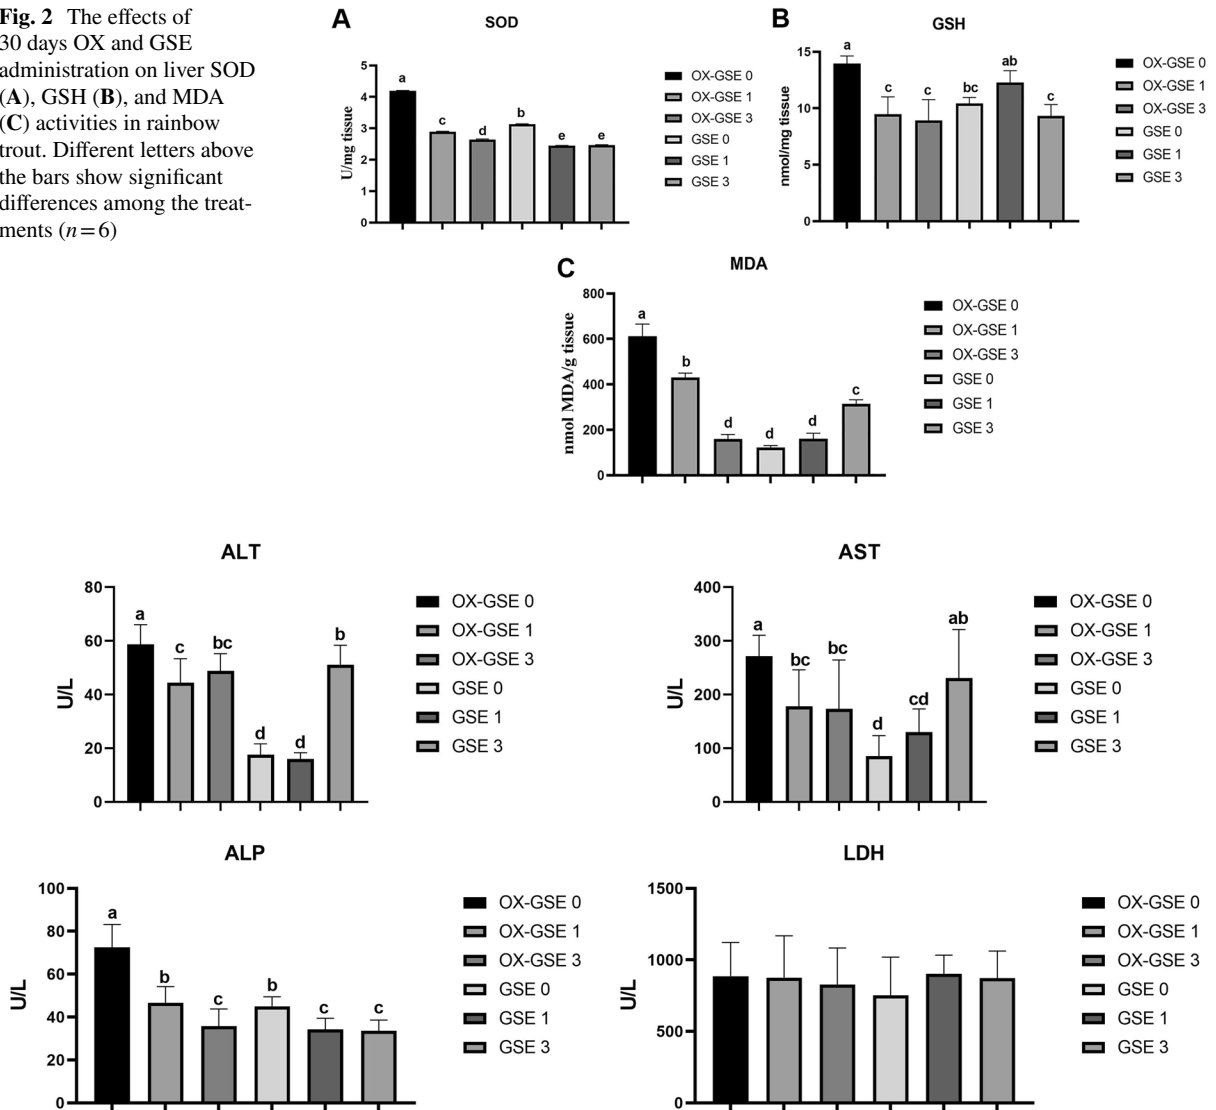 Fig. 2 The effects of
30 days OX and GSE
administration on liver SOD
(A), GSH (B), and MDA
(C) activities in rainbow
trout. Different letters above
the bars show significant
differences among the treat-
ments (n = 6)
A
SOD
U/mg tissue
5
4
3
2
1
0
a
c
d
b
e
e
OX-GSE 0
OX-GSE 1
OX-GSE 3
GSE 0
GSE 1
GSE 3
B
GSH
nmol/mg tissue
15
10
5
0
a
c
c
bc
ab
c
OX-GSE 0
OX-GSE 1
OX-GSE 3
GSE 0
GSE 1
GSE 3
C
MDA
nmol MDA/g tissue
800
600
400
200
0
a
b
d
d
d
c
OX-GSE 0
OX-GSE 1
OX-GSE 3
GSE 0
GSE 1
GSE 3
ALT
U/L
80
60
40
20
0
a
c
bc
d
d
b
OX-GSE 0
OX-GSE 1
OX-GSE 3
GSE 0
GSE 1
GSE 3
AST
U/L
400
300
200
100
0
a
bc
bc
d
cd
ab
OX-GSE 0
OX-GSE 1
OX-GSE 3
GSE 0
GSE 1
GSE 3
ALP
U/L
100
80
60
40
20
0
a
b
c
b
c
c
OX-GSE 0
OX-GSE 1
OX-GSE 3
GSE 0
GSE 1
GSE 3
LDH
U/L
1500
1000
500
0
OX-GSE 0
OX-GSE 1
OX-GSE 3
GSE 0
GSE 1
GSE 3